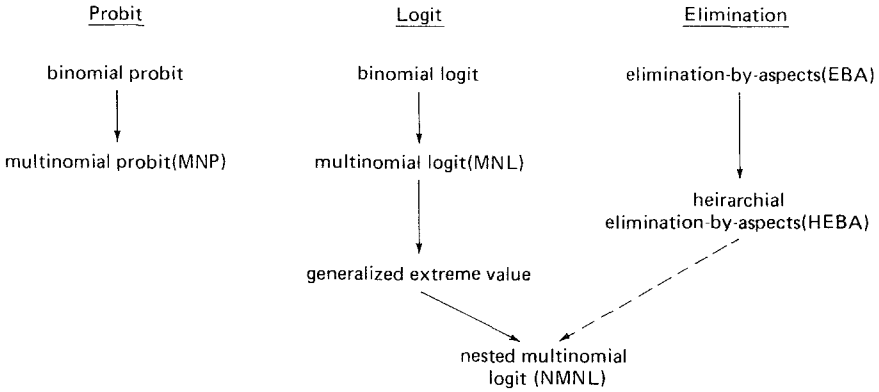 Probit
Logit
Elimination
binomial probit
binomial logit
elimination-by-aspects(EBA)
multinomial probit(MNP)
multinomial logit(MNL)
heirarchial
elimination-by-aspects(HEBA)
generalized extreme value
nested multinomial
logit (NMNL)